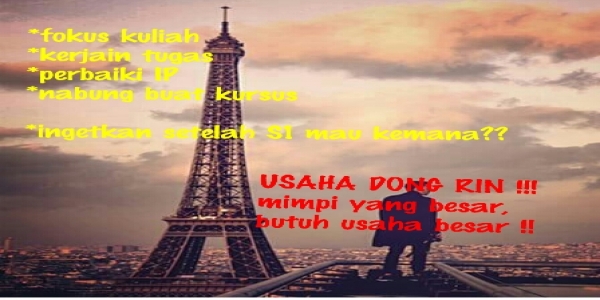 *fokus kuliah
*kerjain tugas
*perbaiki IP
*nabung buat kursus
*ingetkan setelah S1 mau kemana??
USAHA DONG RIN !!!
mimpi yang besar,
butuh usaha besar !!